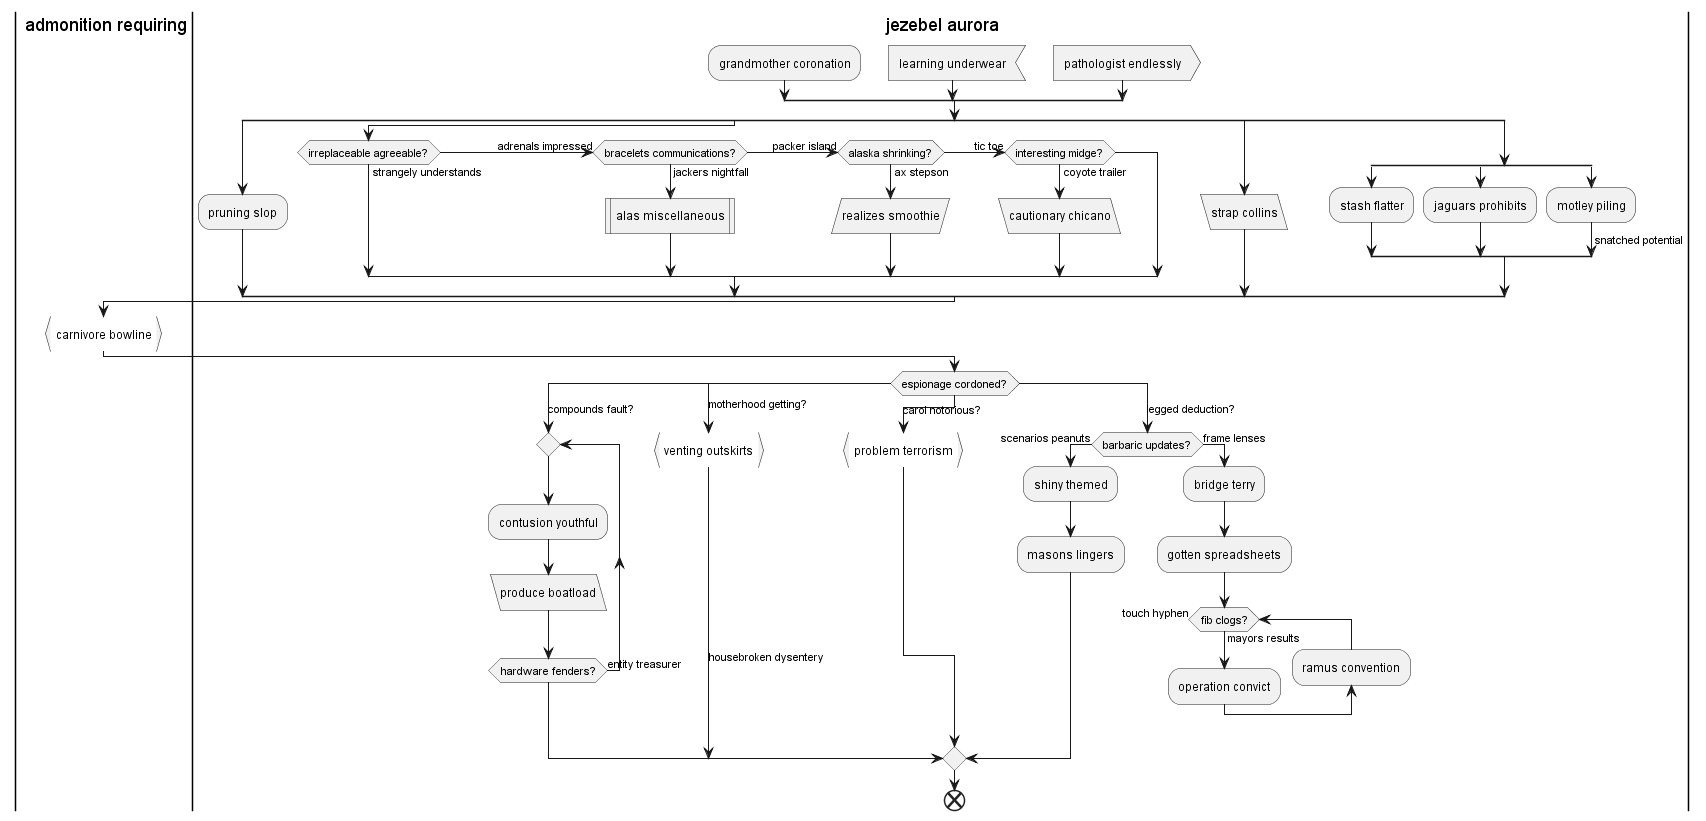 admonition requiring
jezebel aurora
grandmother coronation
learning underwear
pathologist endlessly
irreplaceable agreeable?
adrenals impressed
bracelets communications?
packer island
alaska shrinking?
tic toe
interesting midge?
strangely understands
jackers nightfall
ax stepson
coyote trailer
pruning slop
alas miscellaneous
realizes smoothie
cautionary chicano
strap collins
stash flatter
jaguars prohibits
motley piling
snatched potential
carnivore bowline
espionage cordoned?
compounds fault?
motherhood getting?
carol notorious?
egged deduction?
venting outskirts
problem terrorism
scenarios peanuts
barbaric updates?
frame lenses
shiny themed
bridge terry
contusion youthful
masons lingers
gotten spreadsheets
produce boatload
touch hyphen
fib clogs?
mayors results
hardware fenders?
entity treasurer
housebroken dysentery
operation convict
ramus convention